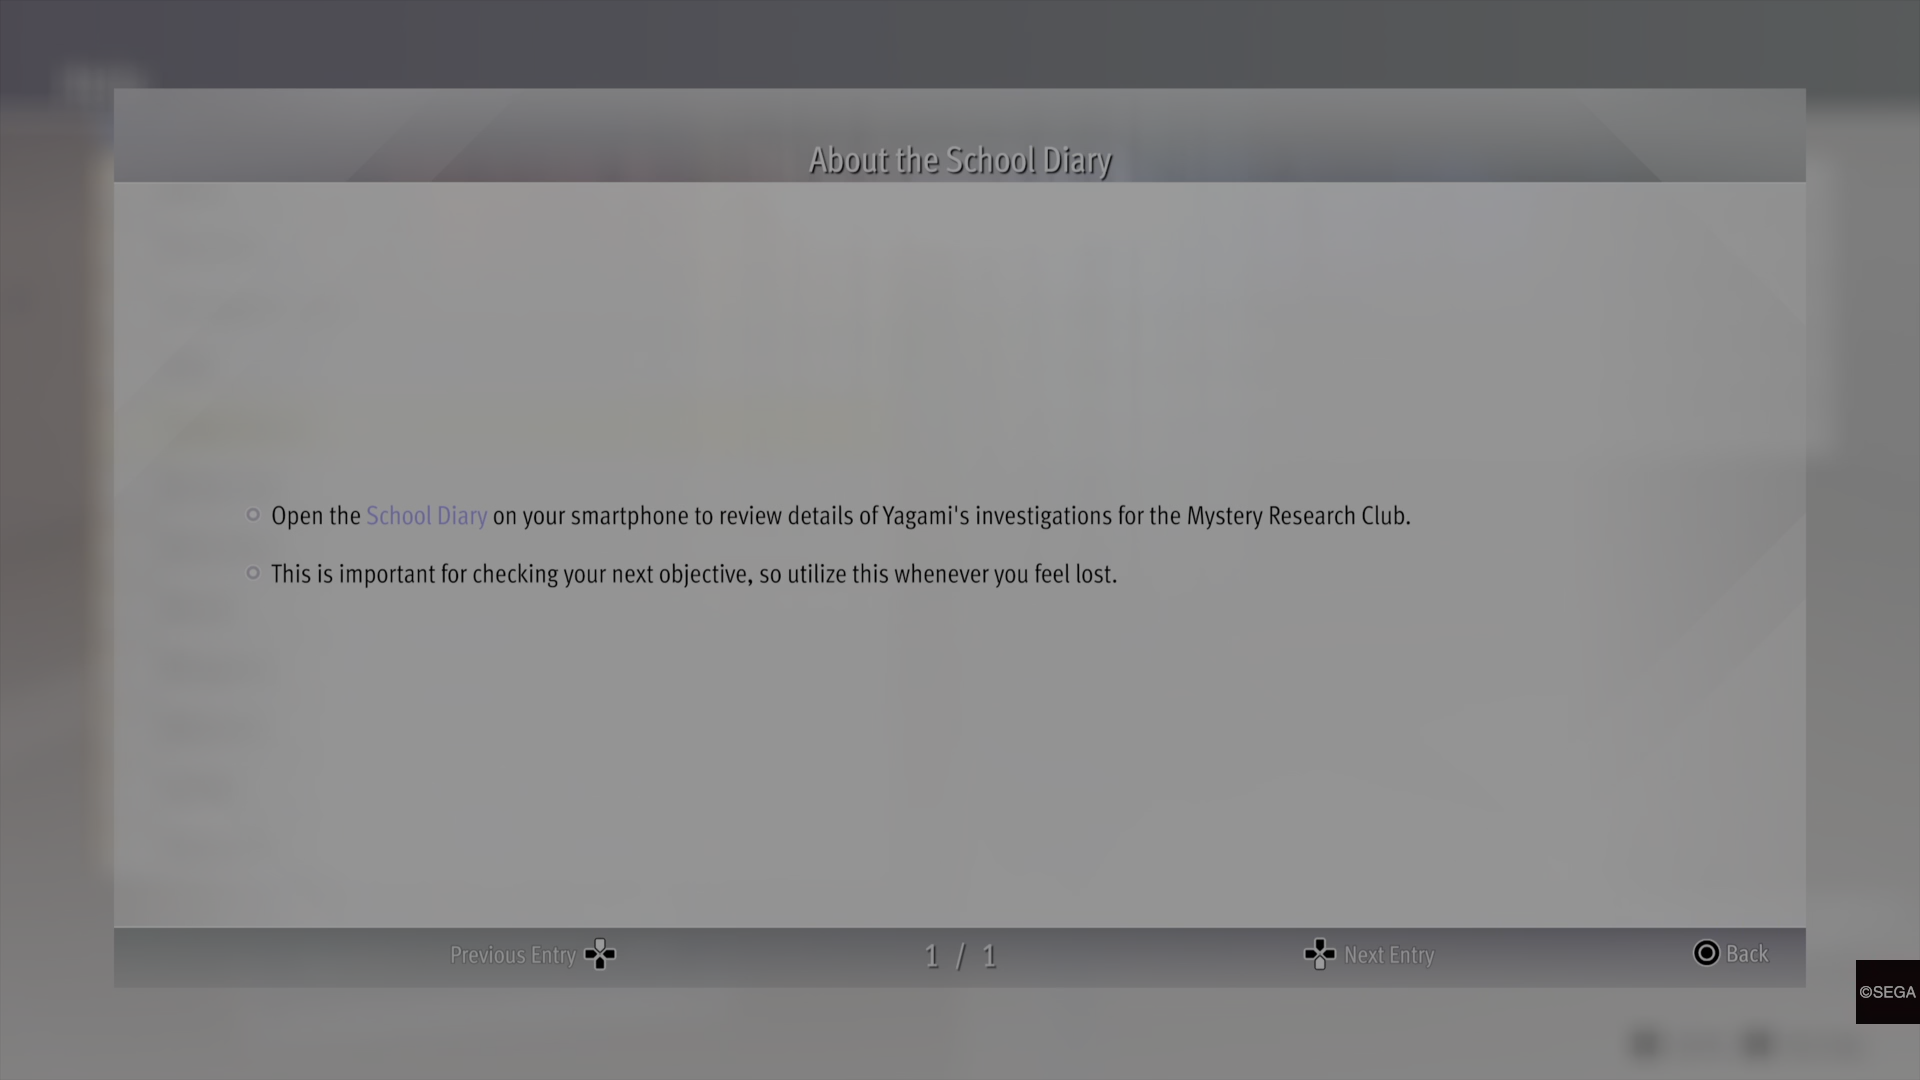 About the School Diary
Open the School Diary on your smartphone to review details of Yagami's investigations for the Mystery Research Club.
This is important for checking your next objective, so utilize this whenever you feel lost.
Previous Entry
1 / 1
Next Entry
Back
©SEGA